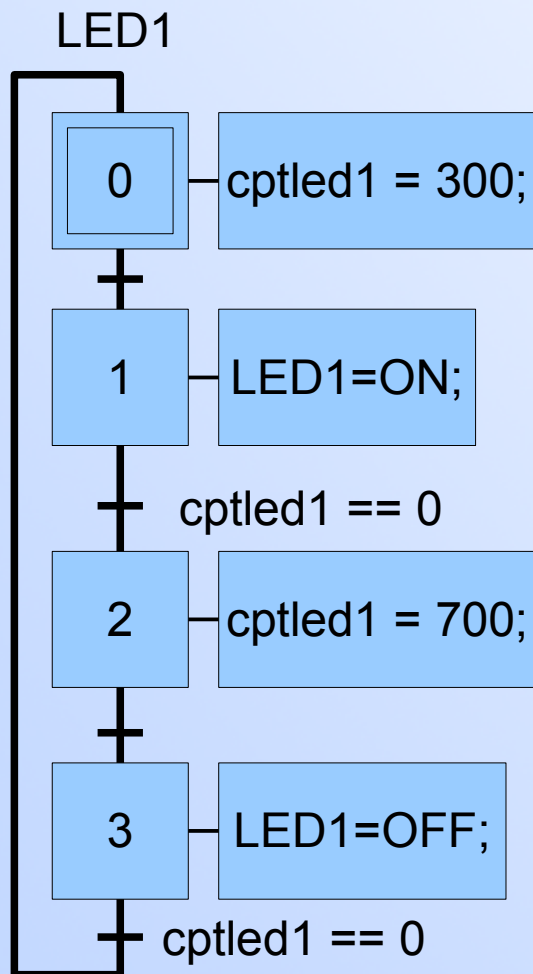 LED1
0 cptled1 = 300;
1 LED1=ON;
cptled1 == 0
2 cptled1 = 700;
3 LED1=OFF;
cptled1 == 0